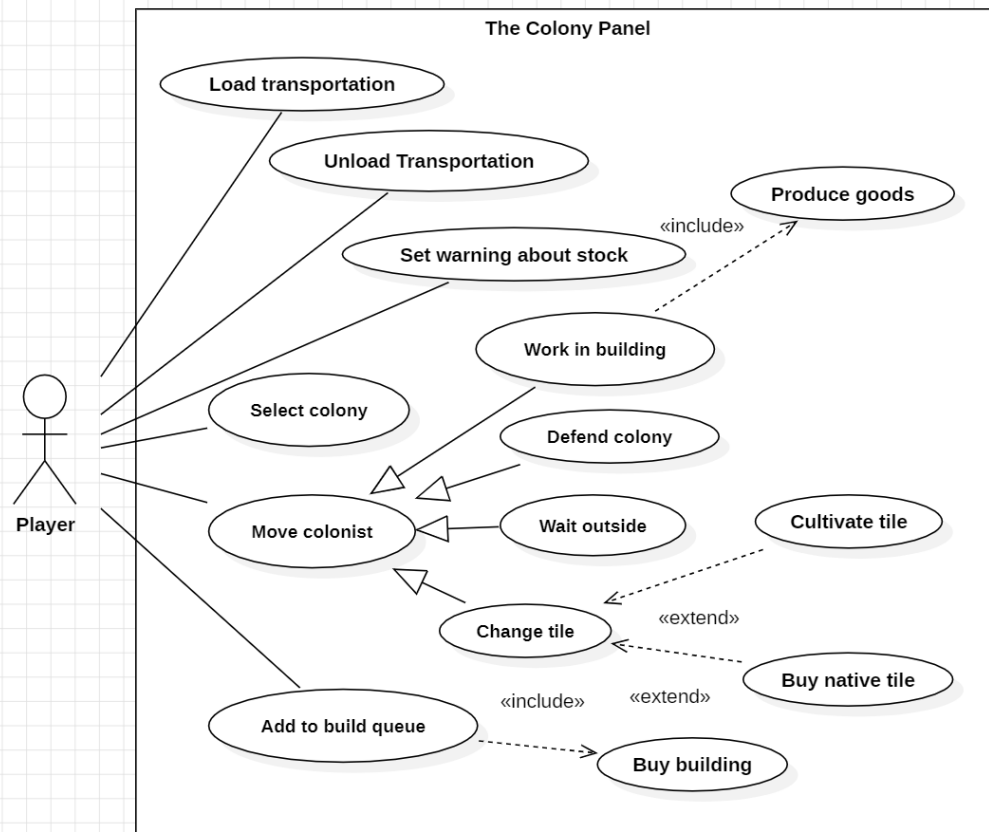 The Colony Panel
Load transportation
Unload Transportation
Produce goods
«include»
Set warning about stock
Work in building
Select colony
Defend colony
Player
Move colonist
Wait outside
Cultivate tile
«extend»
Change tile
Buy native tile
«include»
«extend»
Add to build queue
Buy building